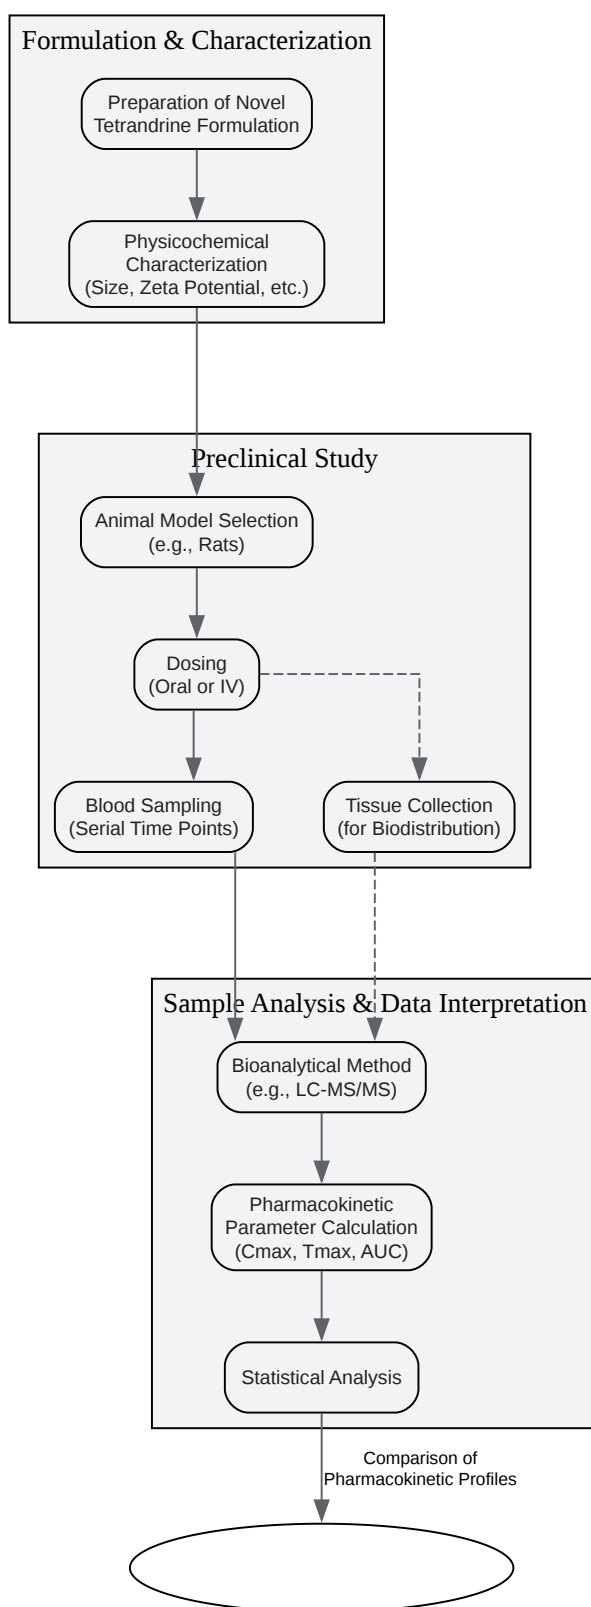 Formulation & Characterization
Preparation of Novel
Tetrandrine Formulation
Physicochemical
Characterization
(Size, Zeta Potential, etc.)
Preclinical Study
Animal Model Selection
(e.g., Rats)
Dosing
(Oral or IV)
Blood Sampling
(Serial Time Points)
Tissue Collection
(for Biodistribution)
Sample Analysis & Data Interpretation
Bioanalytical Method
(e.g., LC-MS/MS)
Pharmacokinetic
Parameter Calculation
(Cmax, Tmax, AUC)
Statistical Analysis
Comparison of
Pharmacokinetic Profiles